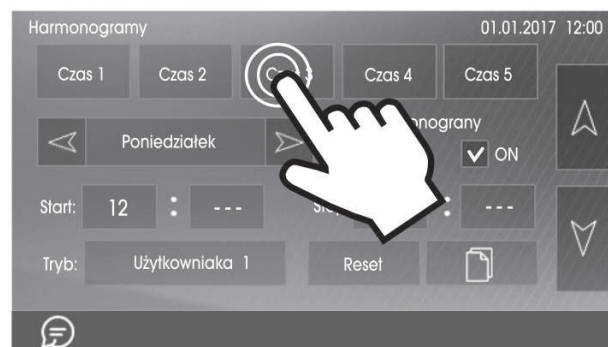 Harmonogramy 01.01.2017 12:00
Czas 1 Czas 2 Czas 4 Czas 5
Poniedziałek
ON
Start: 12 : --- : ---
Tryb: Użytkowniaka 1 Reset